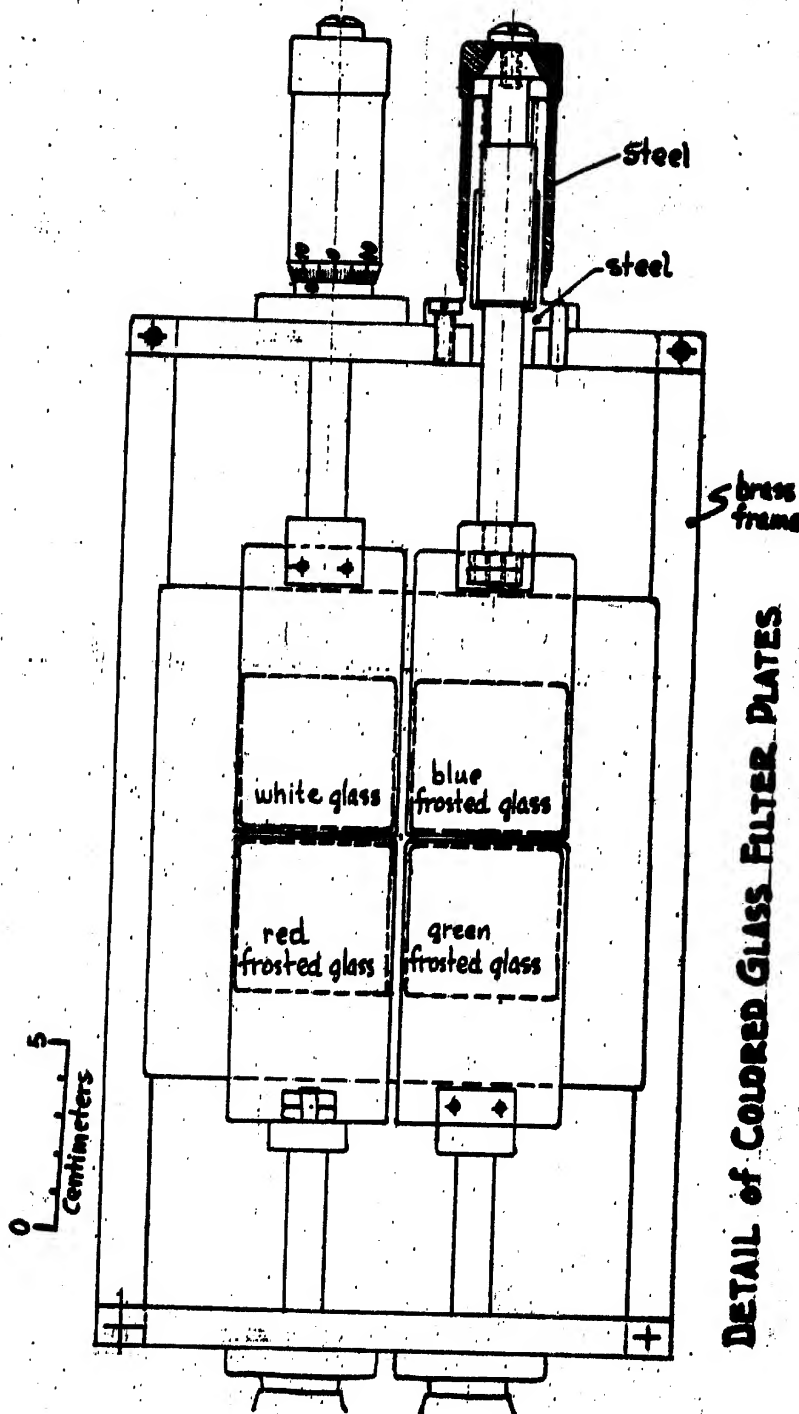 steel
steel
brass
frame
white glass
blue
frosted glass
red
frosted glass
green
frosted glass
5
0
Centimeters
DETAIL of COLORED GLASS FILTER PLATES